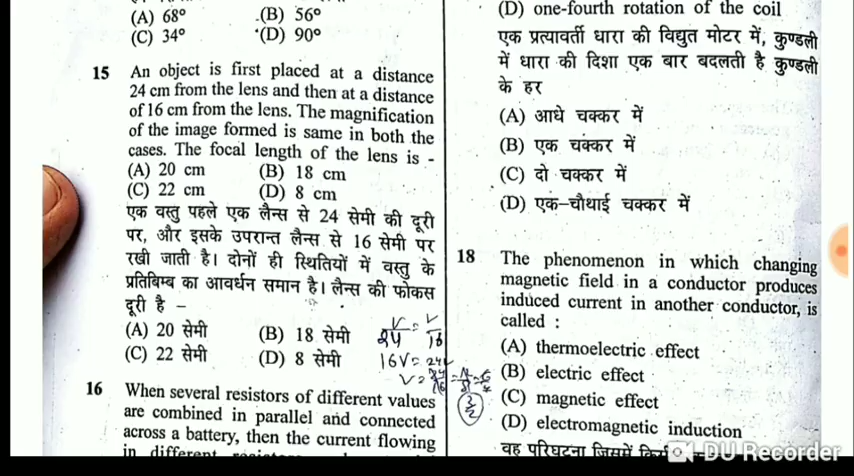 (A) 68° (B) 56°
(C) 34° (D) 90°
15 An object is first placed at a distance
24 cm from the lens and then at a distance
of 16 cm from the lens. The magnification
of the image formed is same in both the
cases. The focal length of the lens is -
(A) 20 cm (B) 18 cm
(C) 22 cm (D) 8 cm
एक वस्तु पहले एक लैन्स से 24 सेमी की दूरी
पर, और इसके उपरान्त लैन्स से 16 सेमी पर
रखी जाती है। दोनों ही स्थितियों में वस्तु के
प्रतिबिम्ब का आवर्धन समान है। लैन्स की फोकस
दूरी है –
(A) 20 सेमी (B) 18 सेमी
(C) 22 सेमी (D) 8 सेमी
16 When several resistors of different values
are combined in parallel and connected
across a battery, then the current flowing
in different
(D) one-fourth rotation of the coil
एक प्रत्यावर्ती धारा की विद्युत मोटर में, कुण्डली
में धारा की दिशा एक बार बदलती है कुण्डली
के हर
(A) आधे चक्कर में
(B) एक चक्कर में
(C) दो चक्कर में
(D) एक–चौथाई चक्कर में
18 The phenomenon in which changing
magnetic field in a conductor produces
induced current in another conductor, is
called :
(A) thermoelectric effect
(B) electric effect
(C) magnetic effect
(D) electromagnetic induction
वह परिघटना जिसमें
DU Recorder